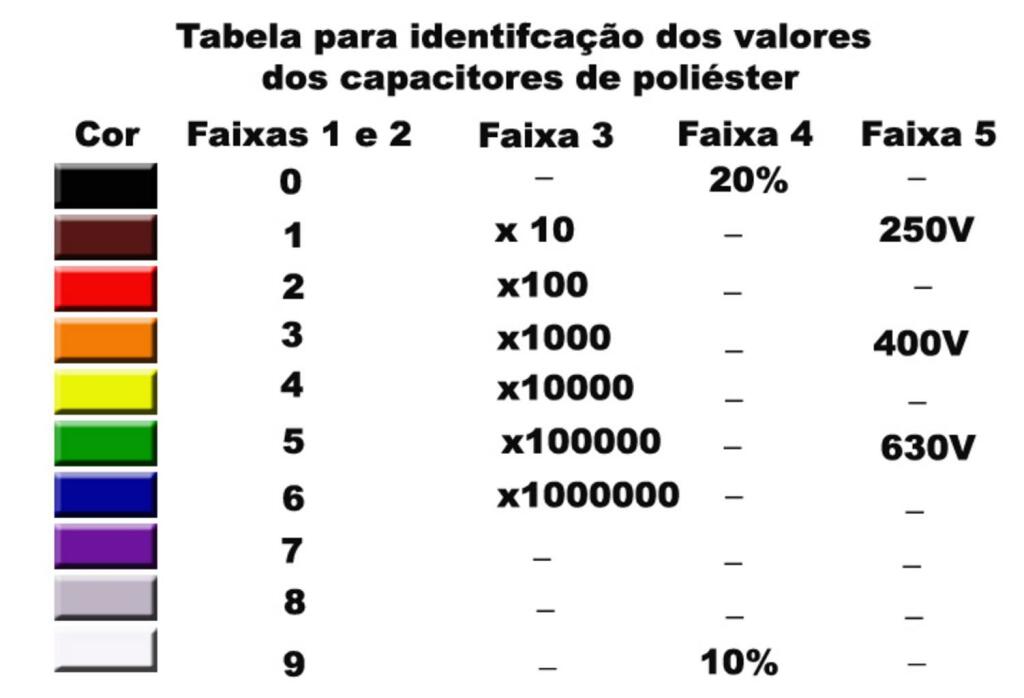 Tabela para identifcação dos valores
dos capacitores de poliéster
Cor Faixas 1 e 2 Faixa 3 Faixa 4 Faixa 5
0 – 20% –
1 x 10 – 250V
2 x100 – –
3 x1000 – 400V
4 x10000 – –
5 x100000 – 630V
6 x1000000 – –
7 – – –
8 – – –
9 – 10% –